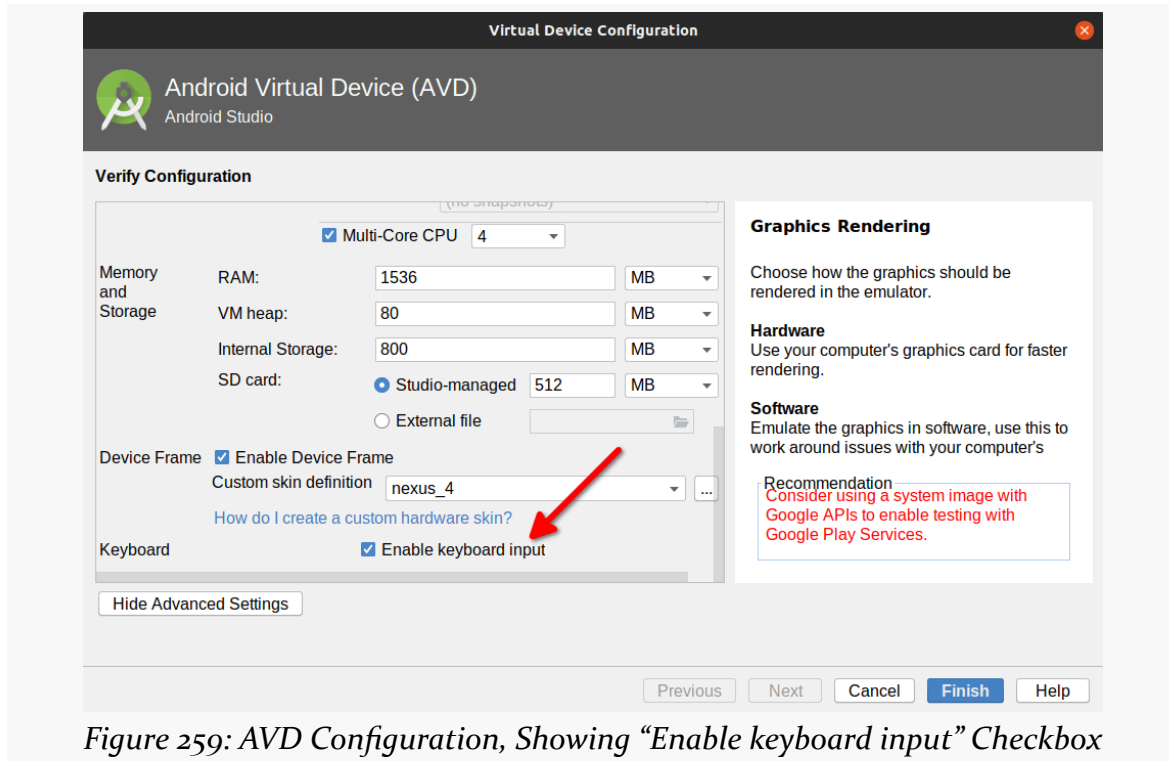 Virtual Device Configuration
Android Virtual Device (AVD)
Android Studio
Verify Configuration
(no snapshots)
Multi-Core CPU 4
Memory and Storage
RAM: 1536 MB
VM heap: 80 MB
Internal Storage: 800 MB
SD card: Studio-managed 512 MB
External file
Device Frame Enable Device Frame
Custom skin definition nexus_4 ...
How do I create a custom hardware skin?
Keyboard Enable keyboard input
Hide Advanced Settings
Graphics Rendering
Choose how the graphics should be
rendered in the emulator.
Hardware
Use your computer's graphics card for faster
rendering.
Software
Emulate the graphics in software, use this to
work around issues with your computer's
Recommendation
Consider using a system image with
Google APIs to enable testing with
Google Play Services.
Previous Next Cancel Finish Help
Figure 259: AVD Configuration, Showing “Enable keyboard input” Checkbox